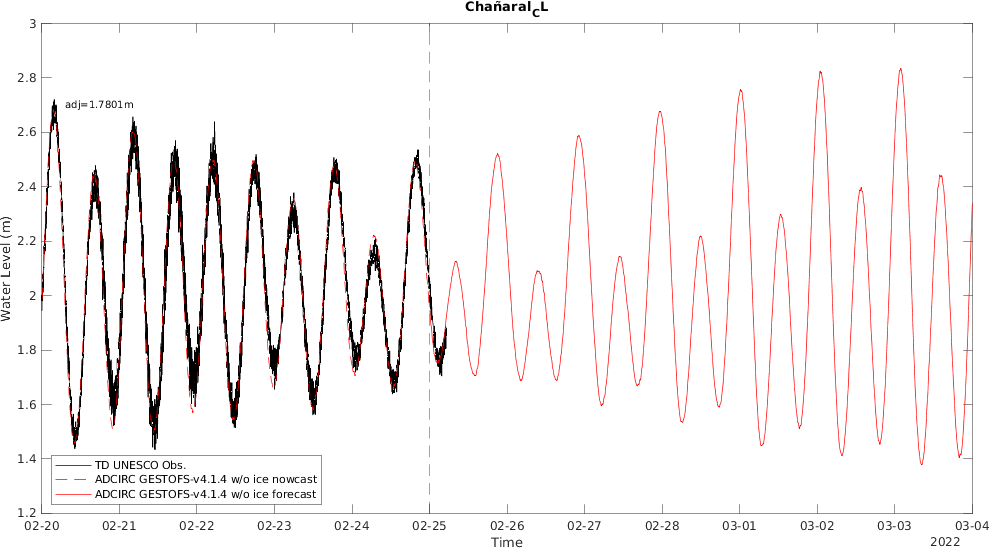 Chañaral_CL
3
2.8
2.6
2.4
2.2
2
1.8
1.6
1.4
1.2
Water Level (m)
adj=1.7801m
TD UNESCO Obs.
ADCIRC GESTOFS-v4.1.4 w/o ice nowcast
ADCIRC GESTOFS-v4.1.4 w/o ice forecast
02-20 02-21 02-22 02-23 02-24 02-25 02-26 02-27 02-28 03-01 03-02 03-03 03-04
Time
2022